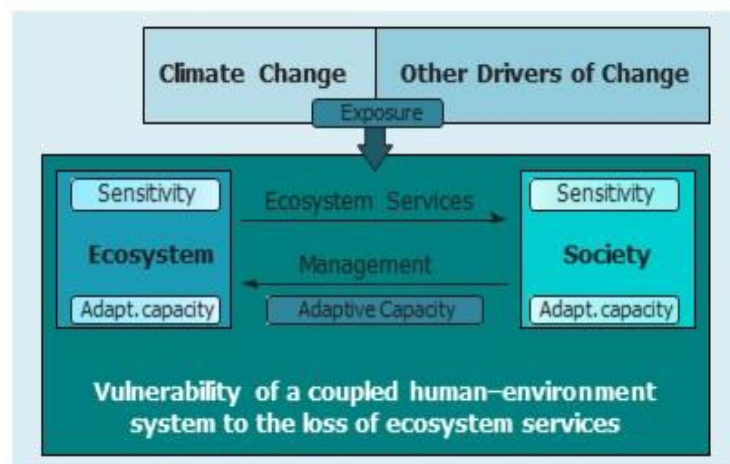 Climate Change
Other Drivers of Change
Exposure
Sensitivity
Ecosystem Services
Sensitivity
Ecosystem
Management
Society
Adapt. capacity
Adaptive Capacity
Adapt. capacity
Vulnerability of a coupled human–environment
system to the loss of ecosystem services